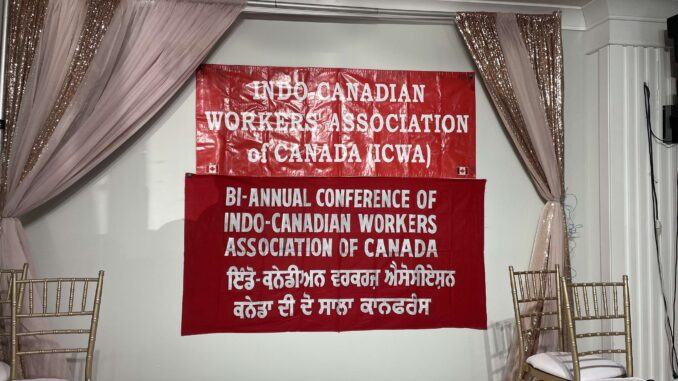 INDO-CANADIAN
WORKERS' ASSOCIATION
of CANADA (ICWA)
BI-ANNUAL CONFERENCE OF
INDO-CANADIAN WORKERS
ASSOCIATION OF CANADA
ਇੰਡੋ-ਕਨੇਡੀਅਨ ਵਰਕਰਜ਼ ਐਸੋਸੀਏਸ਼ਨ
ਕਨੇਡਾ ਦੀ ਦੋ ਸਾਲਾ ਕਾਨਫਰੰਸ